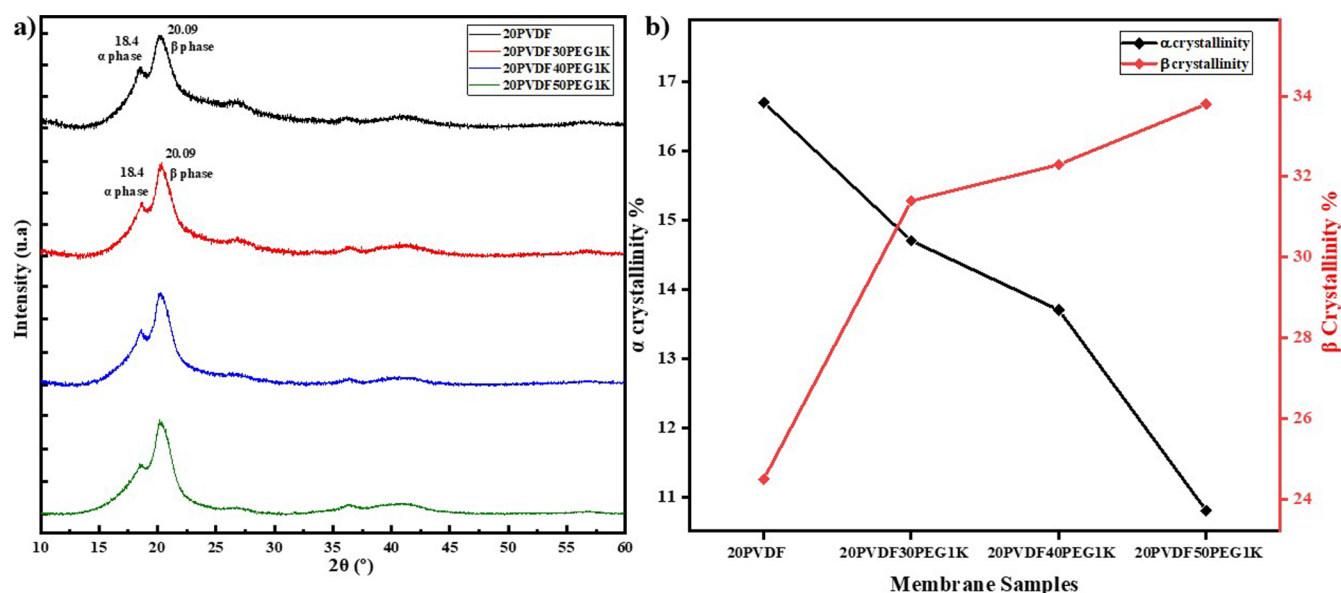 a)
18.4
α phase
20.09
β phase
20PVDF
20PVDF30PEG1K
20PVDF40PEG1K
20PVDF50PEG1K
18.4
α phase
20.09
β phase
Intensity (u.a)
10 15 20 25 30 35 40 45 50 55 60
2θ (º)
b)
α crystallinity
β crystallinity
17
16
15
14
13
12
11
α crystallinity %
34
32
30
28
26
24
β Crystallinity %
20PVDF 20PVDF30PEG1K 20PVDF40PEG1K 20PVDF50PEG1K
Membrane Samples